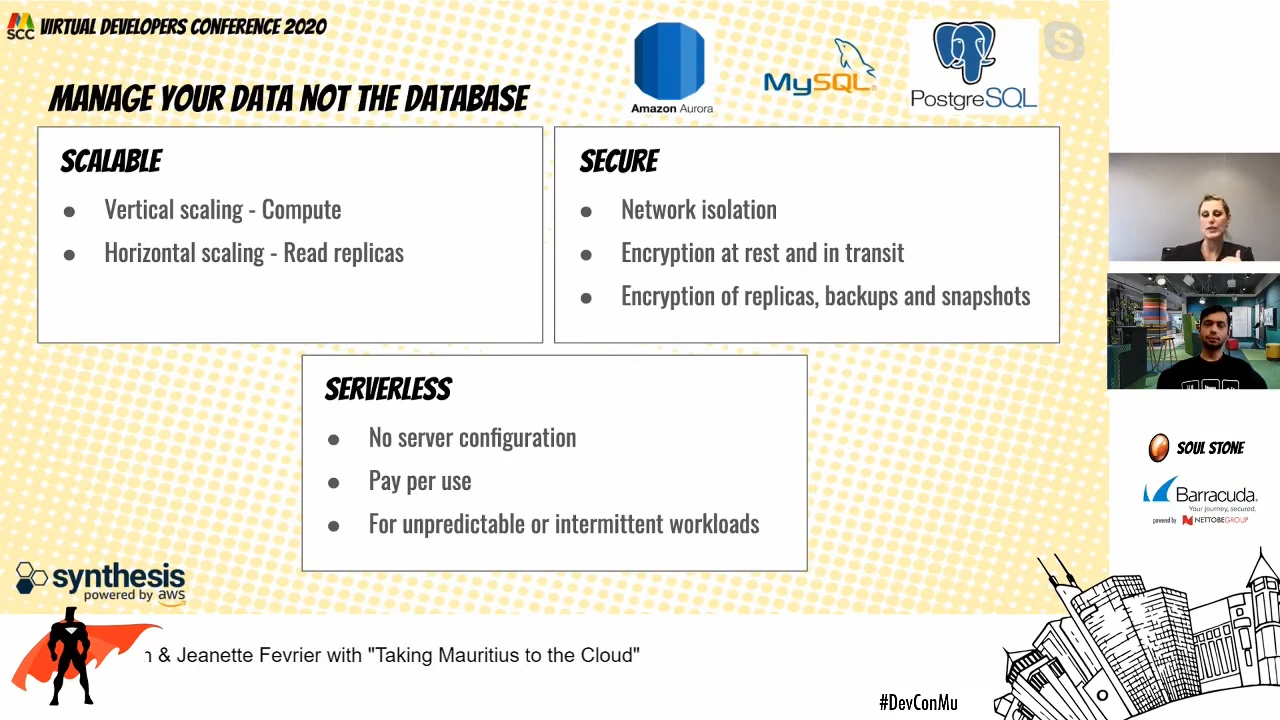 SCC VIRTUAL DEVELOPERS CONFERENCE 2020
MANAGE YOUR DATA NOT THE DATABASE
Amazon Aurora
MySQL
PostgreSQL
S
SCALABLE
● Vertical scaling - Compute
● Horizontal scaling - Read replicas
SECURE
● Network isolation
● Encryption at rest and in transit
● Encryption of replicas, backups and snapshots
SERVERLESS
● No server configuration
● Pay per use
● For unpredictable or intermittent workloads
SOUL STONE
Barracuda
Your journey, secured.
powered by NETTOBEGROUP
synthesis
powered by aws
& Jeanette Fevrier with "Taking Mauritius to the Cloud"
#DevConMu